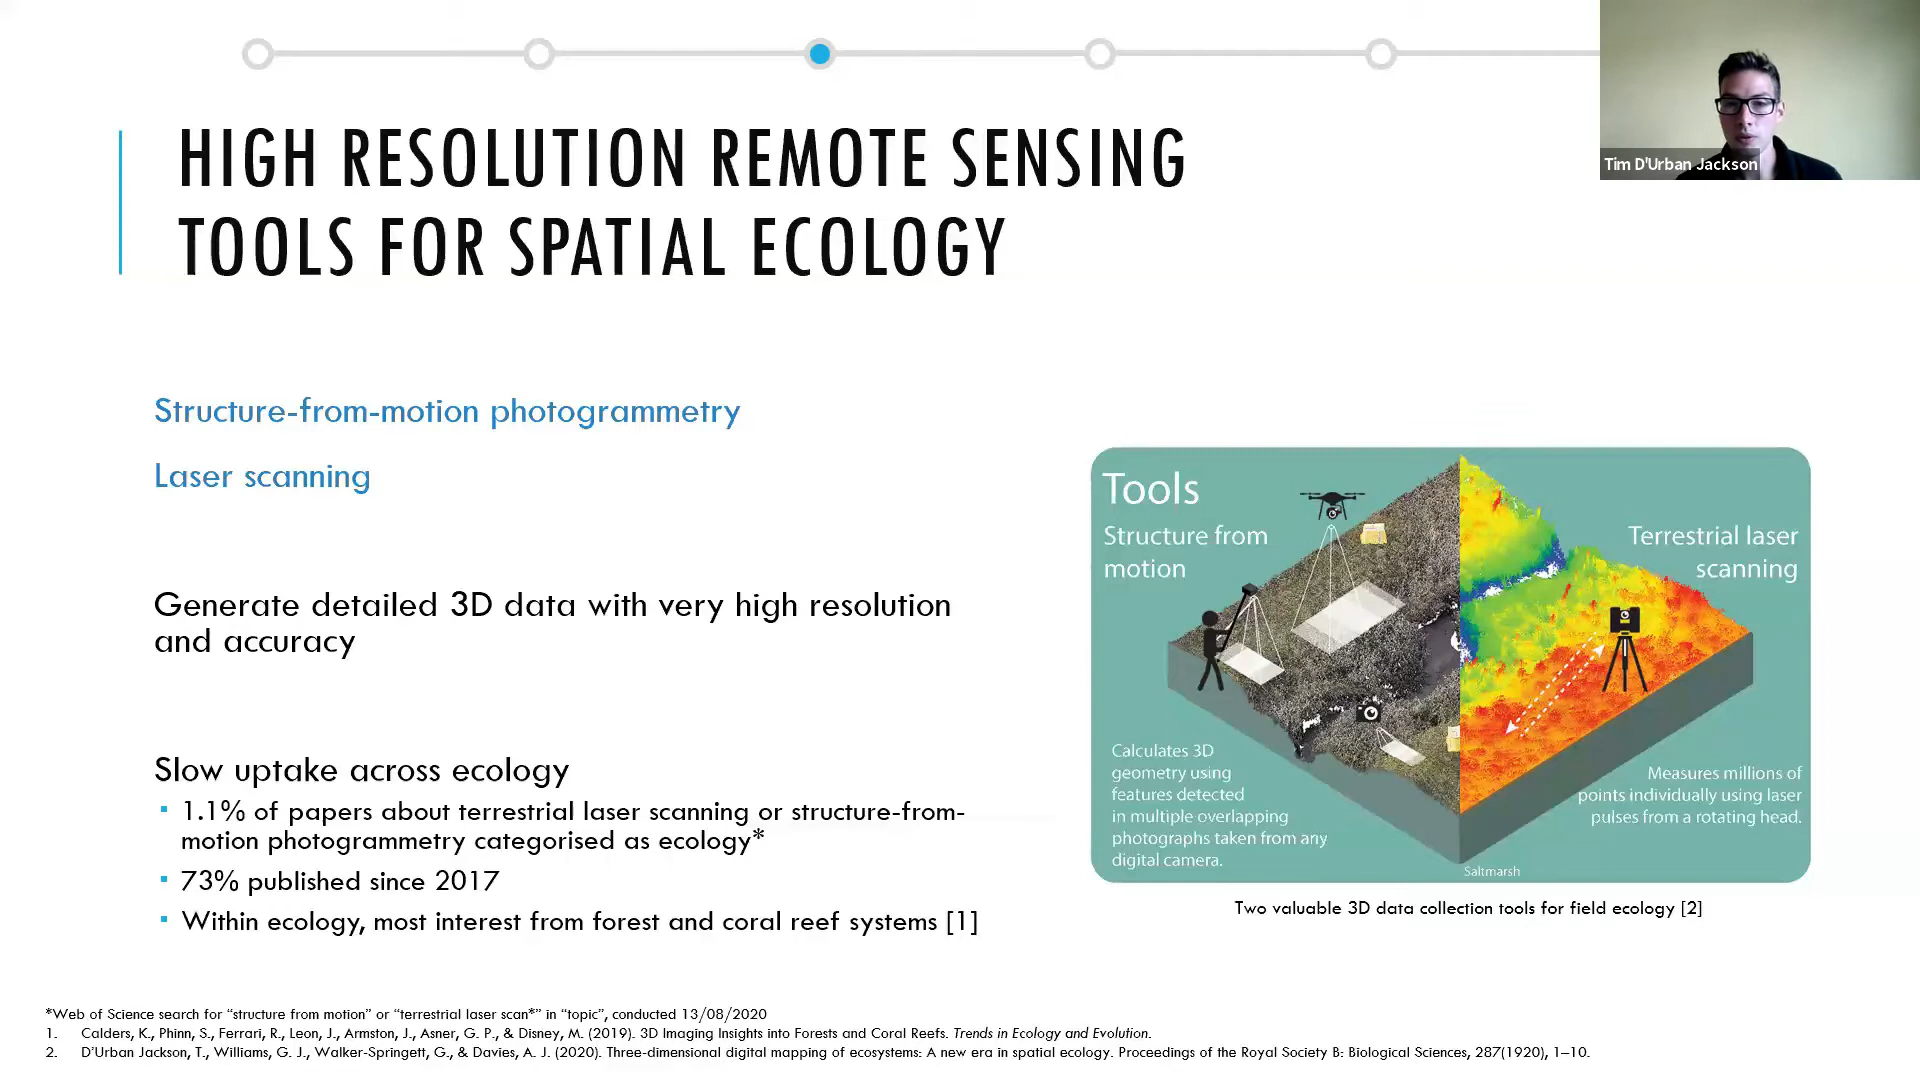 HIGH RESOLUTION REMOTE SENSING
TOOLS FOR SPATIAL ECOLOGY
Tim D'Urban Jackson
Structure-from-motion photogrammetry
Laser scanning
Generate detailed 3D data with very high resolution
and accuracy
Slow uptake across ecology
▪ 1.1% of papers about terrestrial laser scanning or structure-from-
motion photogrammetry categorised as ecology*
▪ 73% published since 2017
▪ Within ecology, most interest from forest and coral reef systems [1]
Tools
Structure from
motion
Terrestrial laser
scanning
Calculates 3D
geometry using
features detected
in multiple overlapping
photographs taken from any
digital camera.
Measures millions of
points individually using laser
pulses from a rotating head.
Saltmarsh
Two valuable 3D data collection tools for field ecology [2]
*Web of Science search for “structure from motion” or “terrestrial laser scan*” in “topic”, conducted 13/08/2020
1. Calders, K., Phinn, S., Ferrari, R., Leon, J., Armston, J., Asner, G. P., & Disney, M. (2019). 3D Imaging Insights into Forests and Coral Reefs. Trends in Ecology and Evolution.
2. D’Urban Jackson, T., Williams, G. J., Walker-Springett, G., & Davies, A. J. (2020). Three-dimensional digital mapping of ecosystems: A new era in spatial ecology. Proceedings of the Royal Society B: Biological Sciences, 287(1920), 1–10.